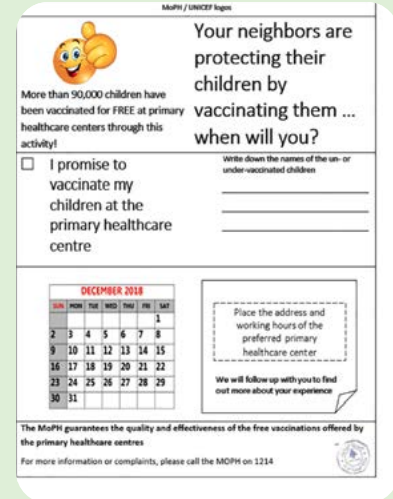 MoPH / UNICEF logos
Your neighbors are
protecting their
children by
vaccinating them ...
when will you?
More than 90,000 children have
been vaccinated for FREE at primary
healthcare centers through this
activity!
I promise to
vaccinate my
children at the
primary healthcare
centre
Write down the names of the un- or
under-vaccinated children
DECEMBER 2018
SUN MON TUE WED THU FRI SAT
1
2 3 4 5 6 7 8
9 10 11 12 13 14 15
16 17 18 19 20 21 22
23 24 25 26 27 28 29
30 31
Place the address and
working hours of the
preferred primary
healthcare center
We will follow up with you to find
out more about your experience
The MoPH guarantees the quality and effectiveness of the free vaccinations offered by
the primary healthcare centres
For more information or complaints, please call the MOPH on 1214